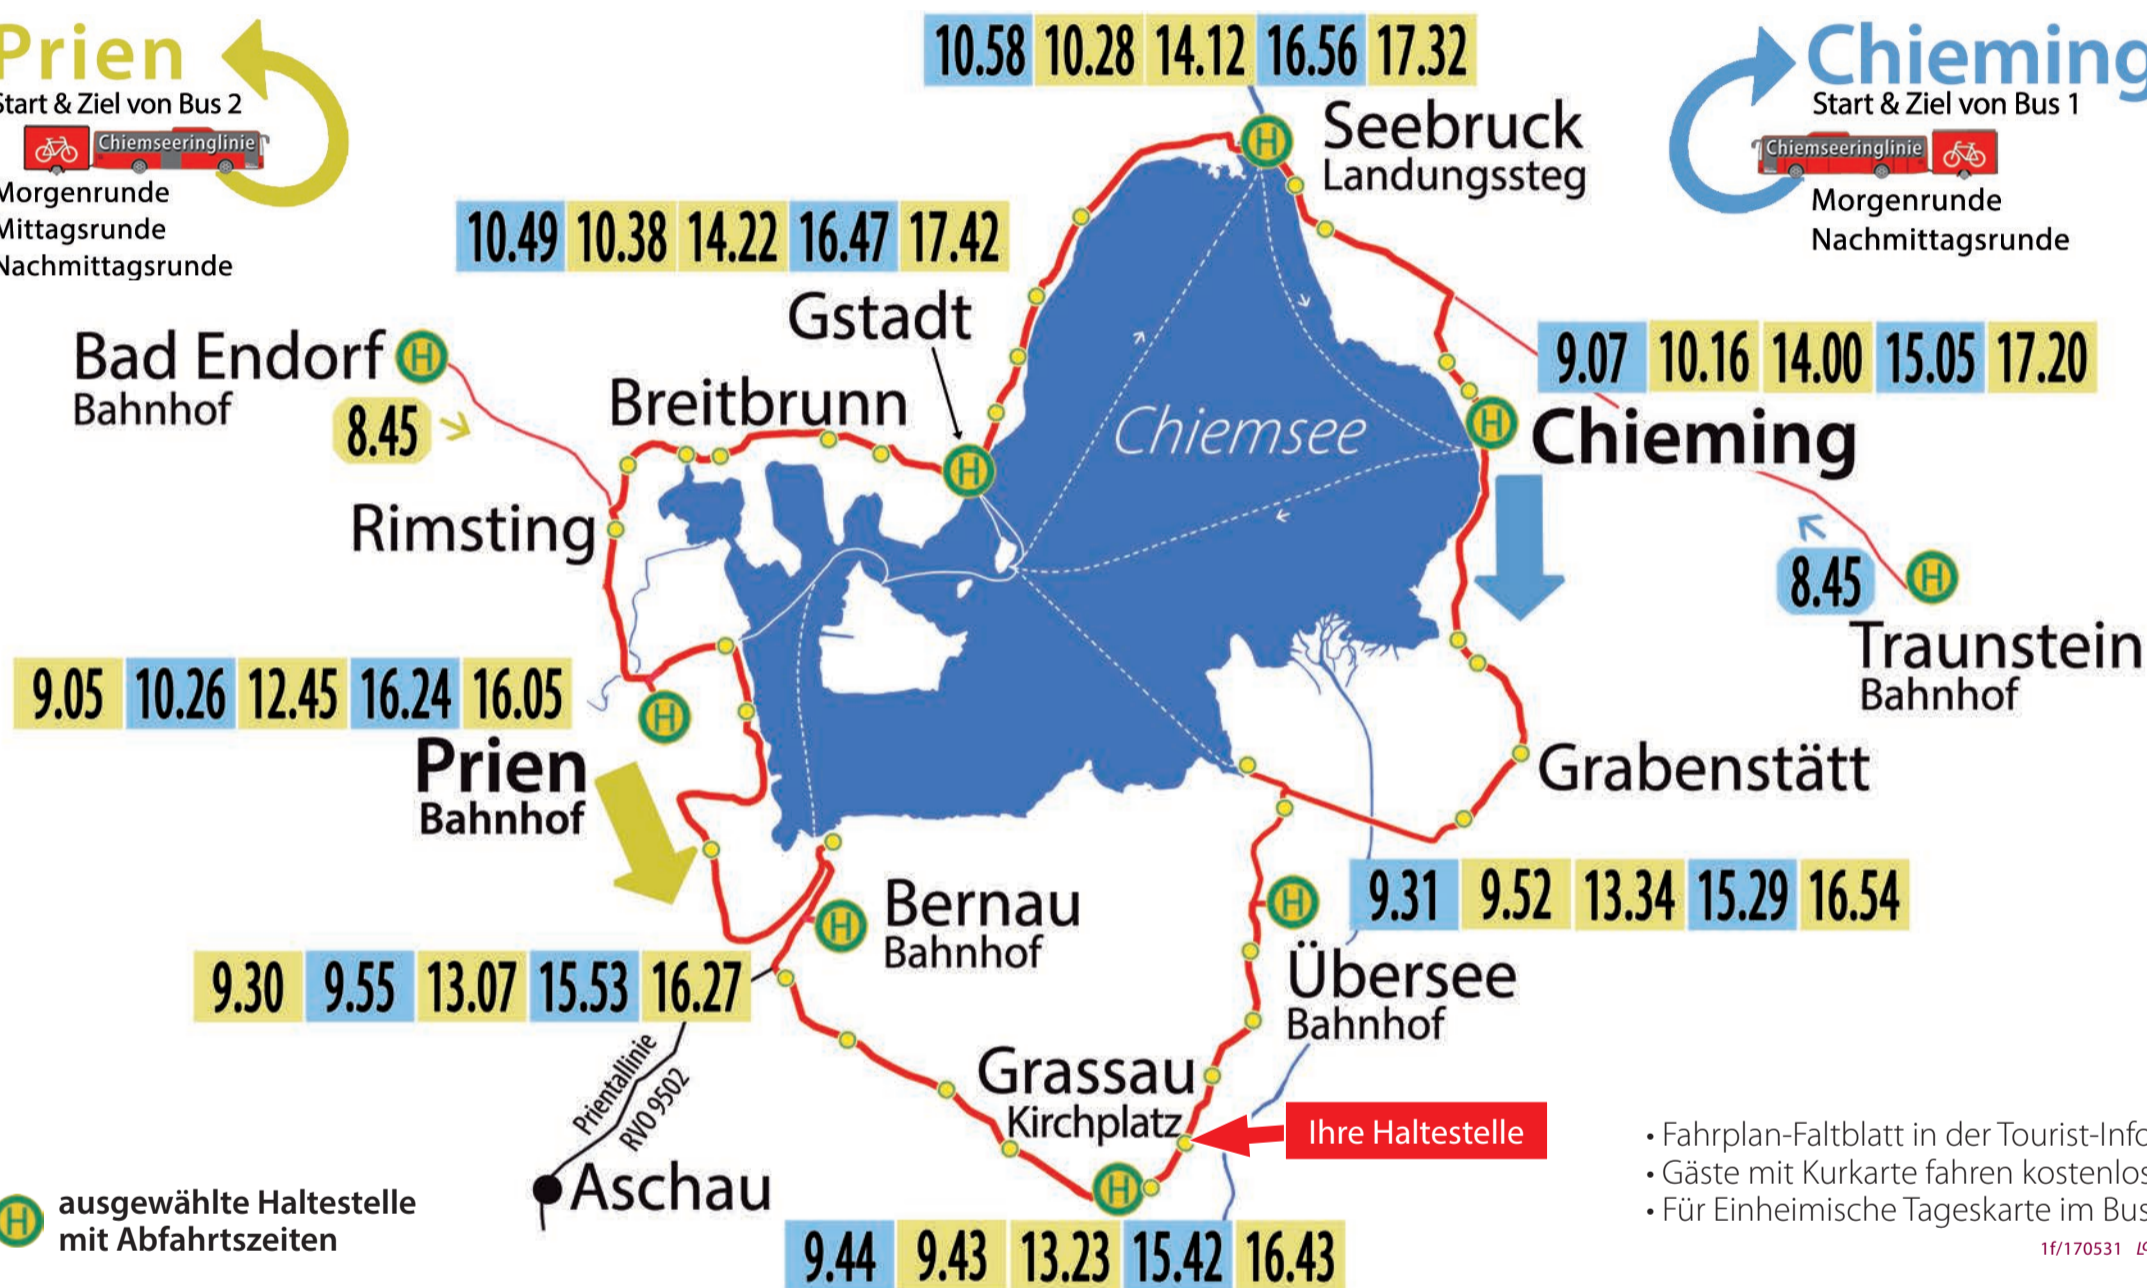 Prien
Start & Ziel von Bus 2
Chiemseeringlinie
Morgenrunde
Mittagsrunde
Nachmittagsrunde
10.58 10.28 14.12 16.56 17.32
Seebruck
Landungssteg
Chieming
Start & Ziel von Bus 1
Chiemseeringlinie
Morgenrunde
Nachmittagsrunde
10.49 10.38 14.22 16.47 17.42
Gstadt
Bad Endorf H
Bahnhof
8.45
Breitbrunn
H
Chiemsee
9.07 10.16 14.00 15.05 17.20
H Chieming
Rimsting
8.45 H
Traunstein
Bahnhof
9.05 10.26 12.45 16.24 16.05
H
Prien
Bahnhof
Grabenstätt
H Bernau
Bahnhof
H 9.31 9.52 13.34 15.29 16.54
Übersee
Bahnhof
9.30 9.55 13.07 15.53 16.27
Prientallinie
RVO 9502
Aschau
Grassau
Kirchplatz
H
Ihre Haltestelle
9.44 9.43 13.23 15.42 16.43
H ausgewählte Haltestelle
mit Abfahrtszeiten
• Fahrplan-Faltblatt in der Tourist-Info
• Gäste mit Kurkarte fahren kostenlos
• Für Einheimische Tageskarte im Bus
1f/170531